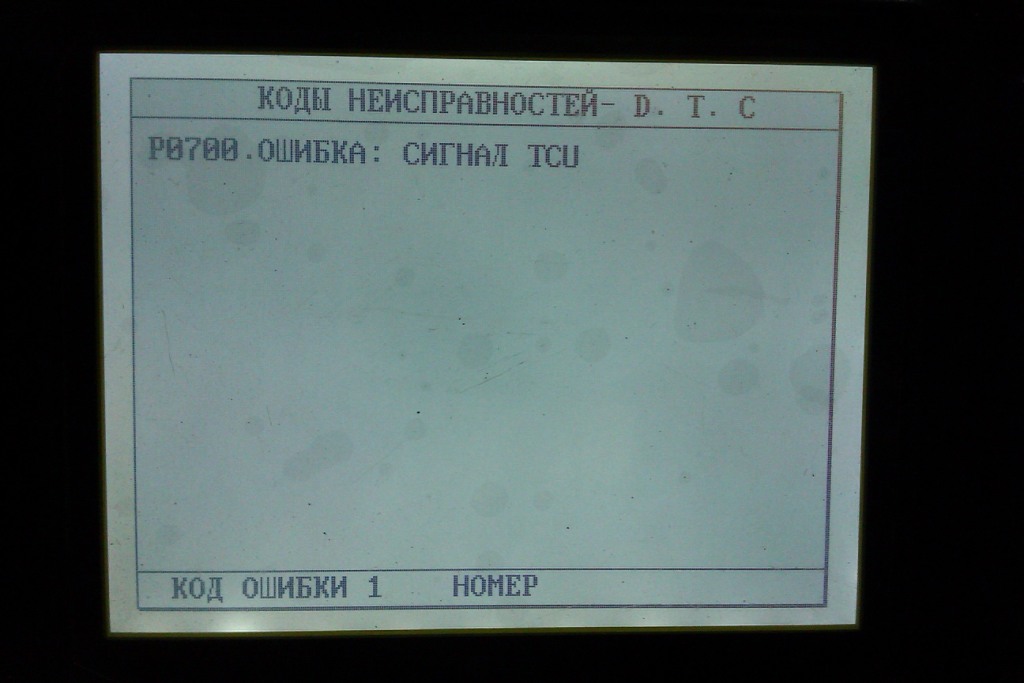 КОДЫ НЕИСПРАВНОСТЕЙ- D. T. C
P0700.ОШИБКА: СИГНАЛ TCU
КОД ОШИБКИ 1 НОМЕР